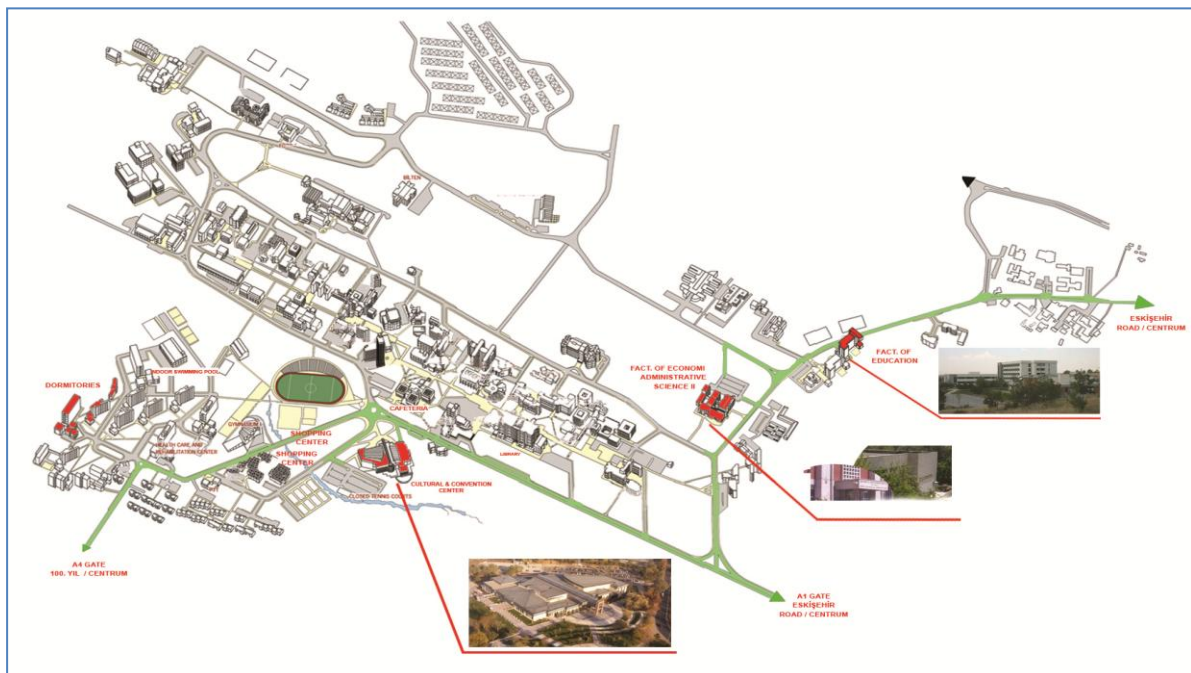 BILTEN
ESKİŞEHİR
ROAD / CENTRUM
FACT. OF
EDUCATION
FACT. OF ECONOMI
ADMINISTRATIVE
SCIENCE II
INDOOR SWIMMING POOL
DORMITORIES
CAFETERIA
GYMNASIUM
SHOPPING
CENTER
HEALTH CARE AND
REHABILITATION CENTER
SHOPPING
CENTER
LIBRARY
CULTURAL & CONVENTION
CENTER
CLOSED TENNIS COURTS
A4 GATE
100. YIL / CENTRUM
A1 GATE
ESKİŞEHİR
ROAD / CENTRUM